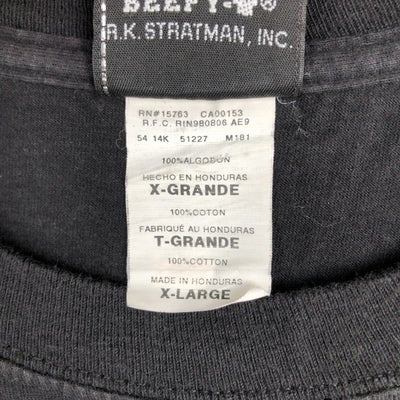 BEEFY-T®
R.K. STRATMAN, INC.
RN#15763 CA00153
R.F.C. RIN980806 AE9
54 14K 51227 M181
100%ALGODÓN
HECHO EN HONDURAS
X-GRANDE
100%COTON
FABRIQUÉ AU HONDURAS
T-GRANDE
100%COTTON
MADE IN HONDURAS
X-LARGE